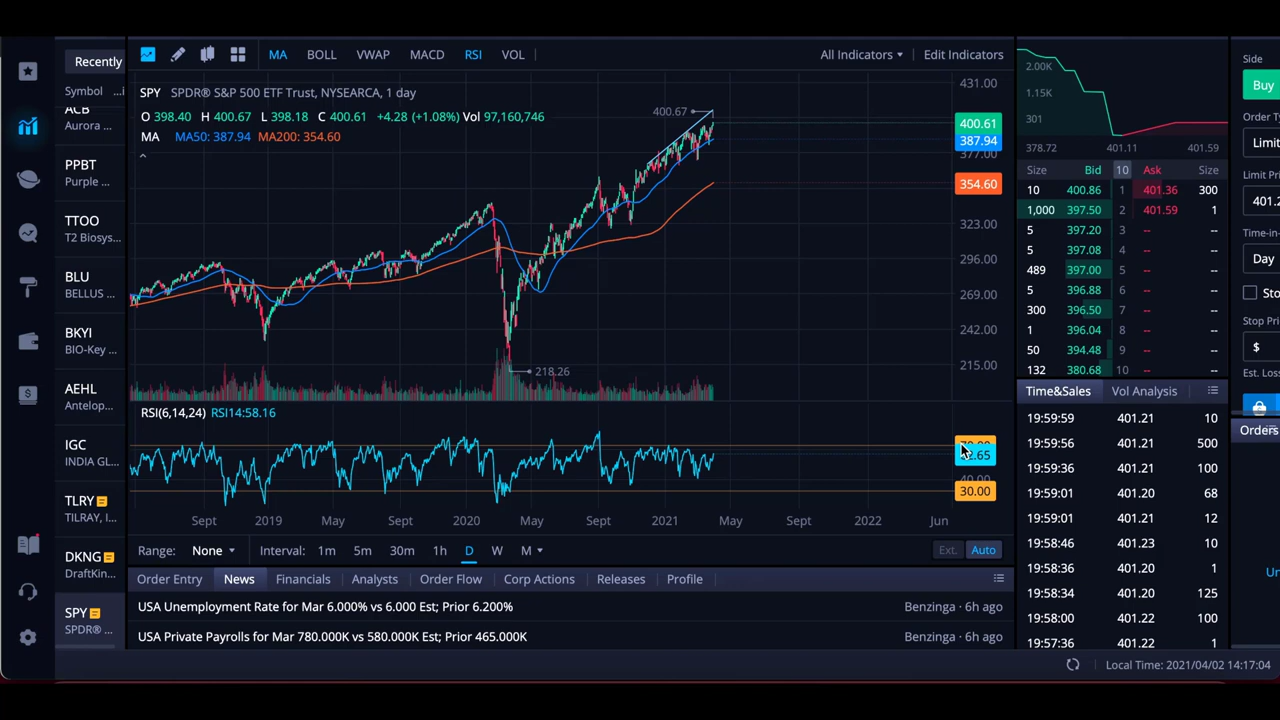 Recently
Symbol ...i
ACB
Aurora ...
PPBT
Purple ...
TTOO
T2 Biosys...
BLU
BELLUS ...
BKYI
BIO-Key ...
AEHL
Antelop...
IGC
INDIA GL...
TLRY
TILRAY, I...
DKNG
DraftKin...
SPY
SPDR® ...
MA BOLL VWAP MACD RSI VOL All Indicators Edit Indicators
SPY SPDR® S&P 500 ETF Trust, NYSEARCA, 1 day
O 398.40 H 400.67 L 398.18 C 400.61 +4.28 (+1.08%) Vol 97,160,746
MA MA50: 387.94 MA200: 354.60
400.67
218.26
431.00
400.61
387.94
377.00
354.60
323.00
296.00
269.00
242.00
215.00
RSI(6,14,24) RSI14:58.16
40.00
30.00
Sept 2019 May Sept 2020 May Sept 2021 May Sept 2022 Jun
Range: None Interval: 1m 5m 30m 1h D W M Ext. Auto
Order Entry News Financials Analysts Order Flow Corp Actions Releases Profile
USA Unemployment Rate for Mar 6.000% vs 6.000 Est; Prior 6.200% Benzinga · 6h ago
USA Private Payrolls for Mar 780.000K vs 580.000K Est; Prior 465.000K Benzinga · 6h ago
2.00K
1.15K
301
378.72 401.11 401.59
Size Bid 10 Ask Size
10 400.86 1 401.36 300
1,000 397.50 2 401.59 1
5 397.20 3 -- --
5 397.08 4 -- --
489 397.00 5 -- --
5 396.88 6 -- --
300 396.50 7 -- --
1 396.04 8 -- --
50 394.48 9 -- --
132 380.68 10 -- --
Time&Sales Vol Analysis
19:59:59 401.21 10
19:59:56 401.21 500
19:59:36 401.21 100
19:59:01 401.20 68
19:59:01 401.20 12
19:58:46 401.23 10
19:58:36 401.20 1
19:58:34 401.20 125
19:58:00 401.22 100
19:57:36 401.22 1
Side
Buy
Order Ty
Limit
Limit Pri
401.2
Time-in-
Day
Sto
Stop Pri
$
Est. Loss
Orders
Un
Local Time: 2021/04/02 14:17:04